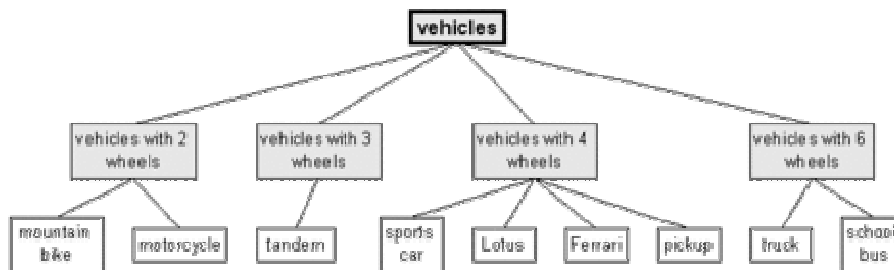 vehicles
vehicles with 2
wheels
vehicles with 3
wheels
vehicles with 4
wheels
vehicles with 6
wheels
mountain
bike
motorcycle
tandem
sports
car
Lotus
Ferrari
pickup
truck
school
bus